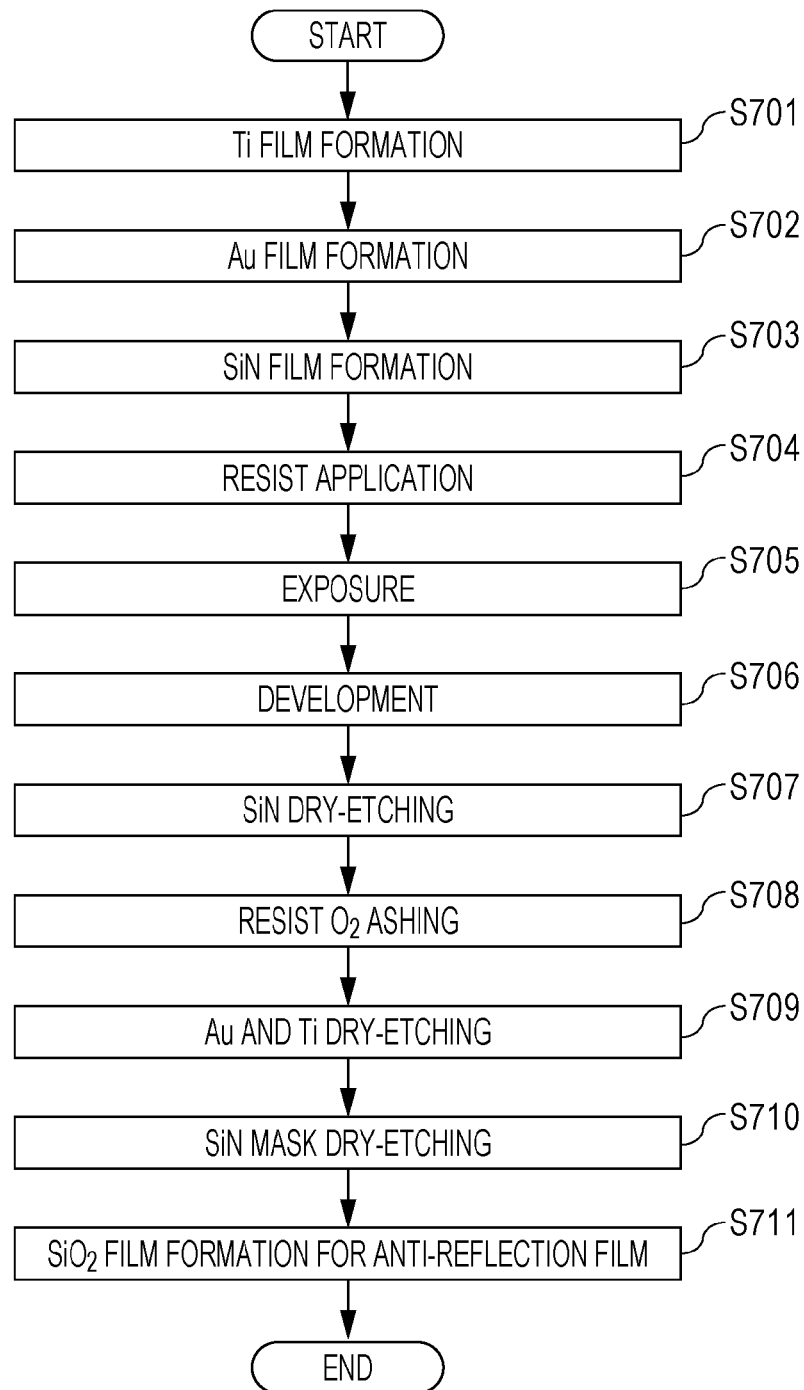 START
S701
Ti FILM FORMATION
S702
Au FILM FORMATION
S703
SiN FILM FORMATION
S704
RESIST APPLICATION
S705
EXPOSURE
S706
DEVELOPMENT
S707
SiN DRY-ETCHING
S708
RESIST O₂ ASHING
S709
Au AND Ti DRY-ETCHING
S710
SiN MASK DRY-ETCHING
S711
SiO₂ FILM FORMATION FOR ANTI-REFLECTION FILM
END